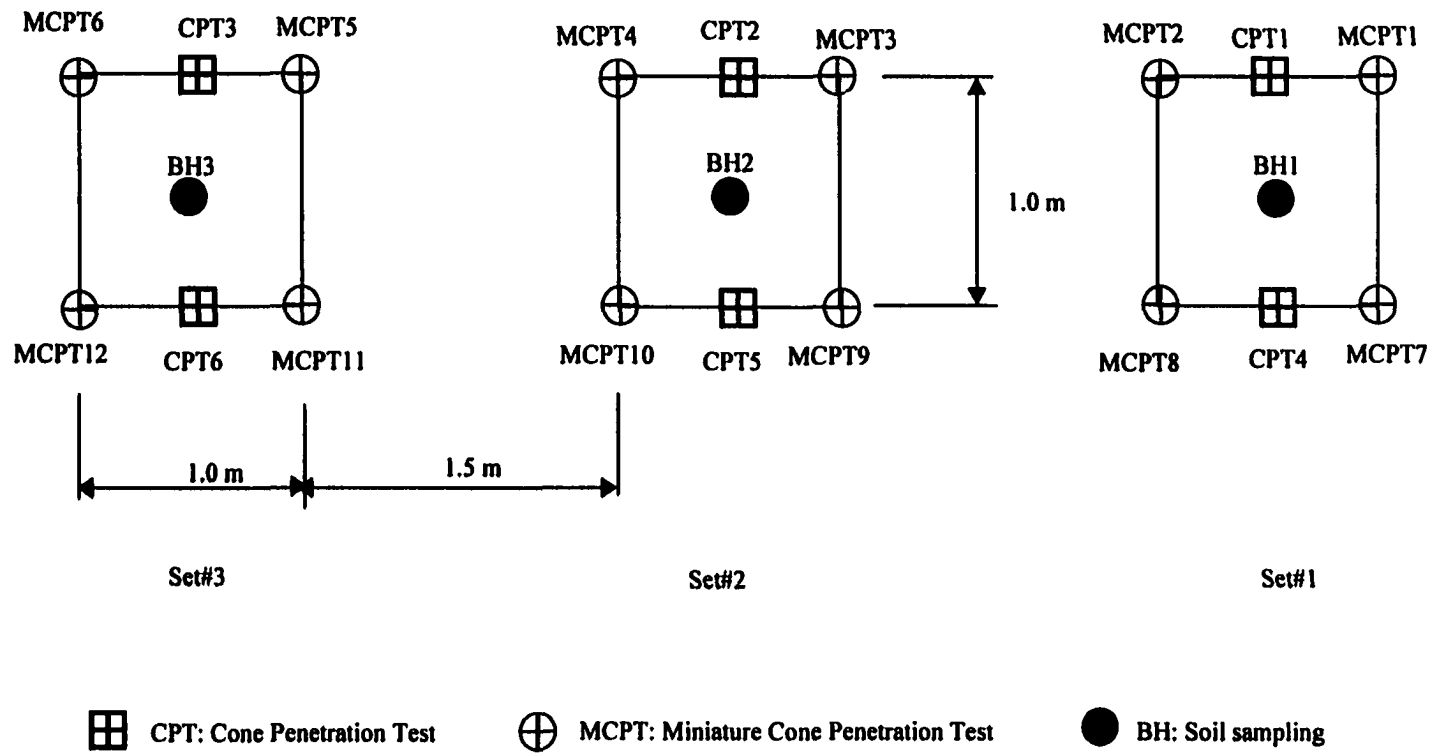 MCPT6 CPT3 MCPT5 MCPT4 CPT2 MCPT3 MCPT2 CPT1 MCPT1
BH3 BH2 BH1
1.0 m
MCPT12 CPT6 MCPT11 MCPT10 CPT5 MCPT9 MCPT8 CPT4 MCPT7
1.0 m 1.5 m
Set#3 Set#2 Set#1
CPT: Cone Penetration Test MCPT: Miniature Cone Penetration Test BH: Soil sampling